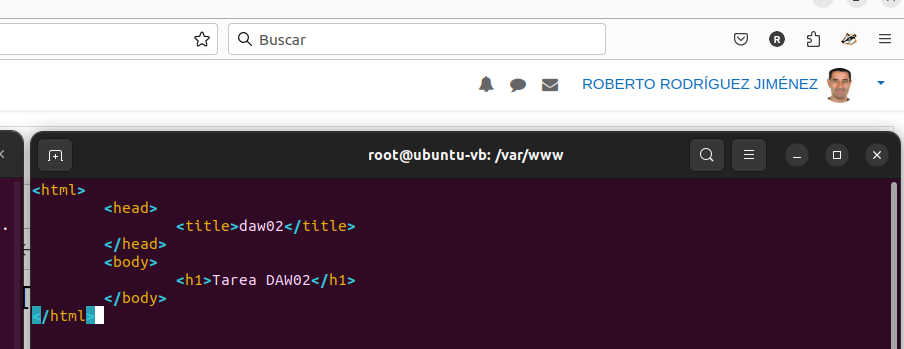 Buscar
R
ROBERTO RODRÍGUEZ JIMÉNEZ
root@ubuntu-vb: /var/www
<html>
<head>
<title>daw02</title>
</head>
<body>
<h1>Tarea DAW02</h1>
</body>
</html>